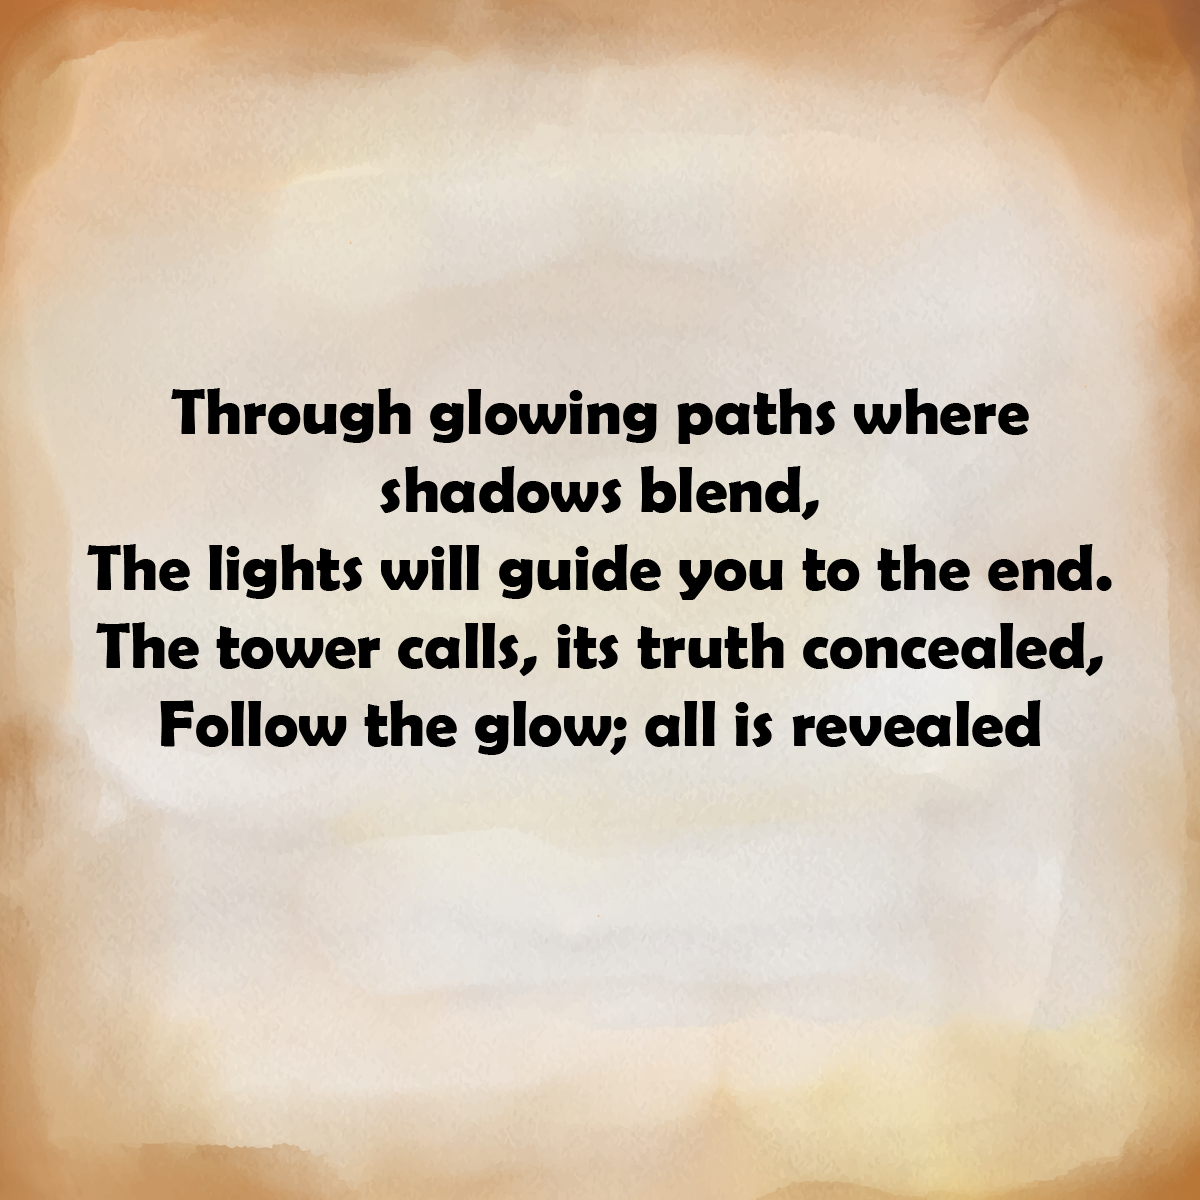 Through glowing paths where
shadows blend,
The lights will guide you to the end.
The tower calls, its truth concealed,
Follow the glow; all is revealed